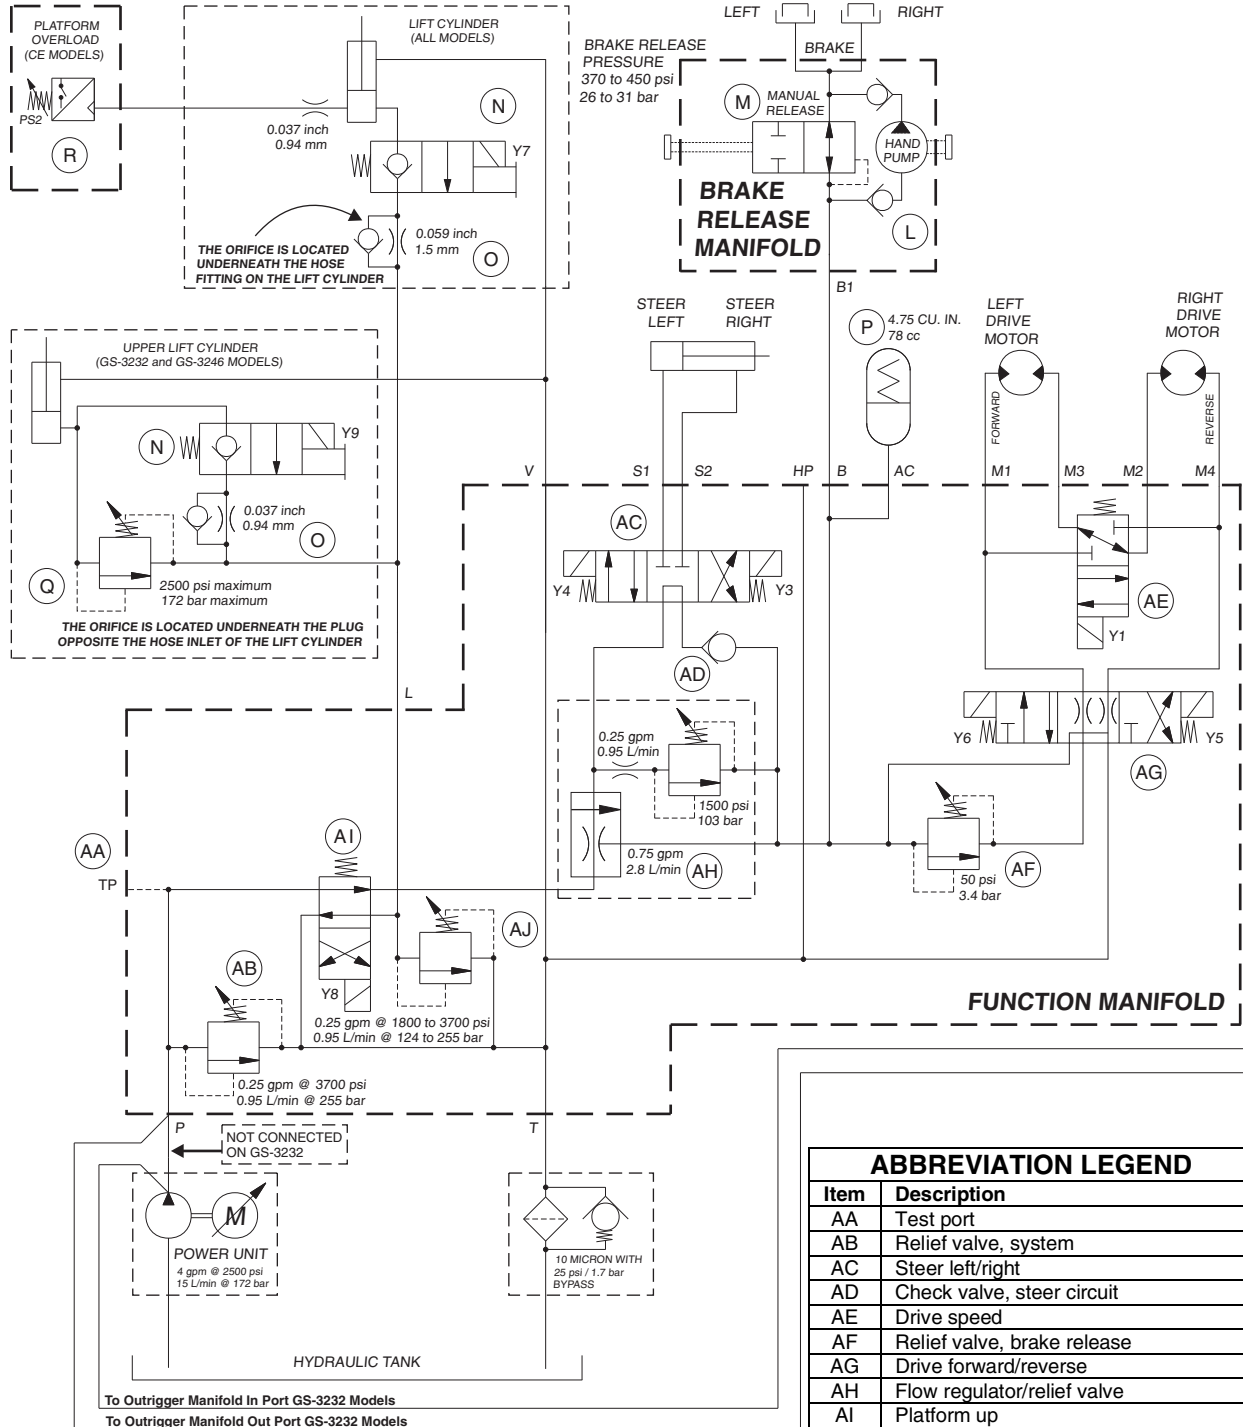 PLATFORM
OVERLOAD
(CE MODELS)
PS2
R
LIFT CYLINDER
(ALL MODELS)
0.037 inch
0.94 mm
N
Y7
0.059 inch
1.5 mm
O
THE ORIFICE IS LOCATED
UNDERNEATH THE HOSE
FITTING ON THE LIFT CYLINDER
LEFT
RIGHT
BRAKE
BRAKE RELEASE
PRESSURE
370 to 450 psi
26 to 31 bar
M
MANUAL
RELEASE
HAND
PUMP
BRAKE
RELEASE
MANIFOLD
L
B1
UPPER LIFT CYLINDER
(GS-3232 and GS-3246 MODELS)
N
Y9
0.037 inch
0.94 mm
O
Q
2500 psi maximum
172 bar maximum
THE ORIFICE IS LOCATED UNDERNEATH THE PLUG
OPPOSITE THE HOSE INLET OF THE LIFT CYLINDER
STEER
LEFT
STEER
RIGHT
P
4.75 CU. IN.
78 cc
LEFT
DRIVE
MOTOR
RIGHT
DRIVE
MOTOR
FORWARD
REVERSE
V
S1
S2
HP
B
AC
M1
M3
M2
M4
AC
Y4
Y3
AE
Y1
AD
L
0.25 gpm
0.95 L/min
1500 psi
103 bar
0.75 gpm
2.8 L/min
AH
Y6
Y5
AG
50 psi
3.4 bar
AF
AA
TP
AI
AJ
AB
Y8
0.25 gpm @ 1800 to 3700 psi
0.95 L/min @ 124 to 255 bar
0.25 gpm @ 3700 psi
0.95 L/min @ 255 bar
FUNCTION MANIFOLD
P
NOT CONNECTED
ON GS-3232
T
M
POWER UNIT
4 gpm @ 2500 psi
15 L/min @ 172 bar
10 MICRON WITH
25 psi / 1.7 bar
BYPASS
HYDRAULIC TANK
To Outrigger Manifold In Port GS-3232 Models
To Outrigger Manifold Out Port GS-3232 Models
ABBREVIATION LEGEND
Item Description
AA Test port
AB Relief valve, system
AC Steer left/right
AD Check valve, steer circuit
AE Drive speed
AF Relief valve, brake release
AG Drive forward/reverse
AH Flow regulator/relief valve
AI Platform up